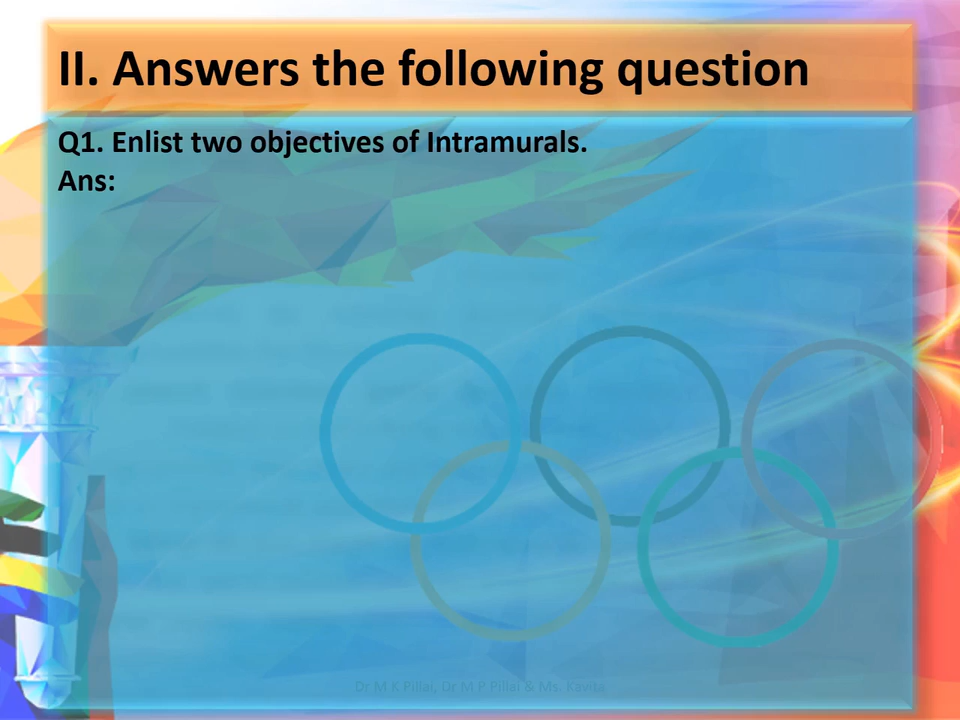 II. Answers the following question
Q1. Enlist two objectives of Intramurals.
Ans:
Dr M K Pillai, Dr M P Pillai & Ms. Kavita